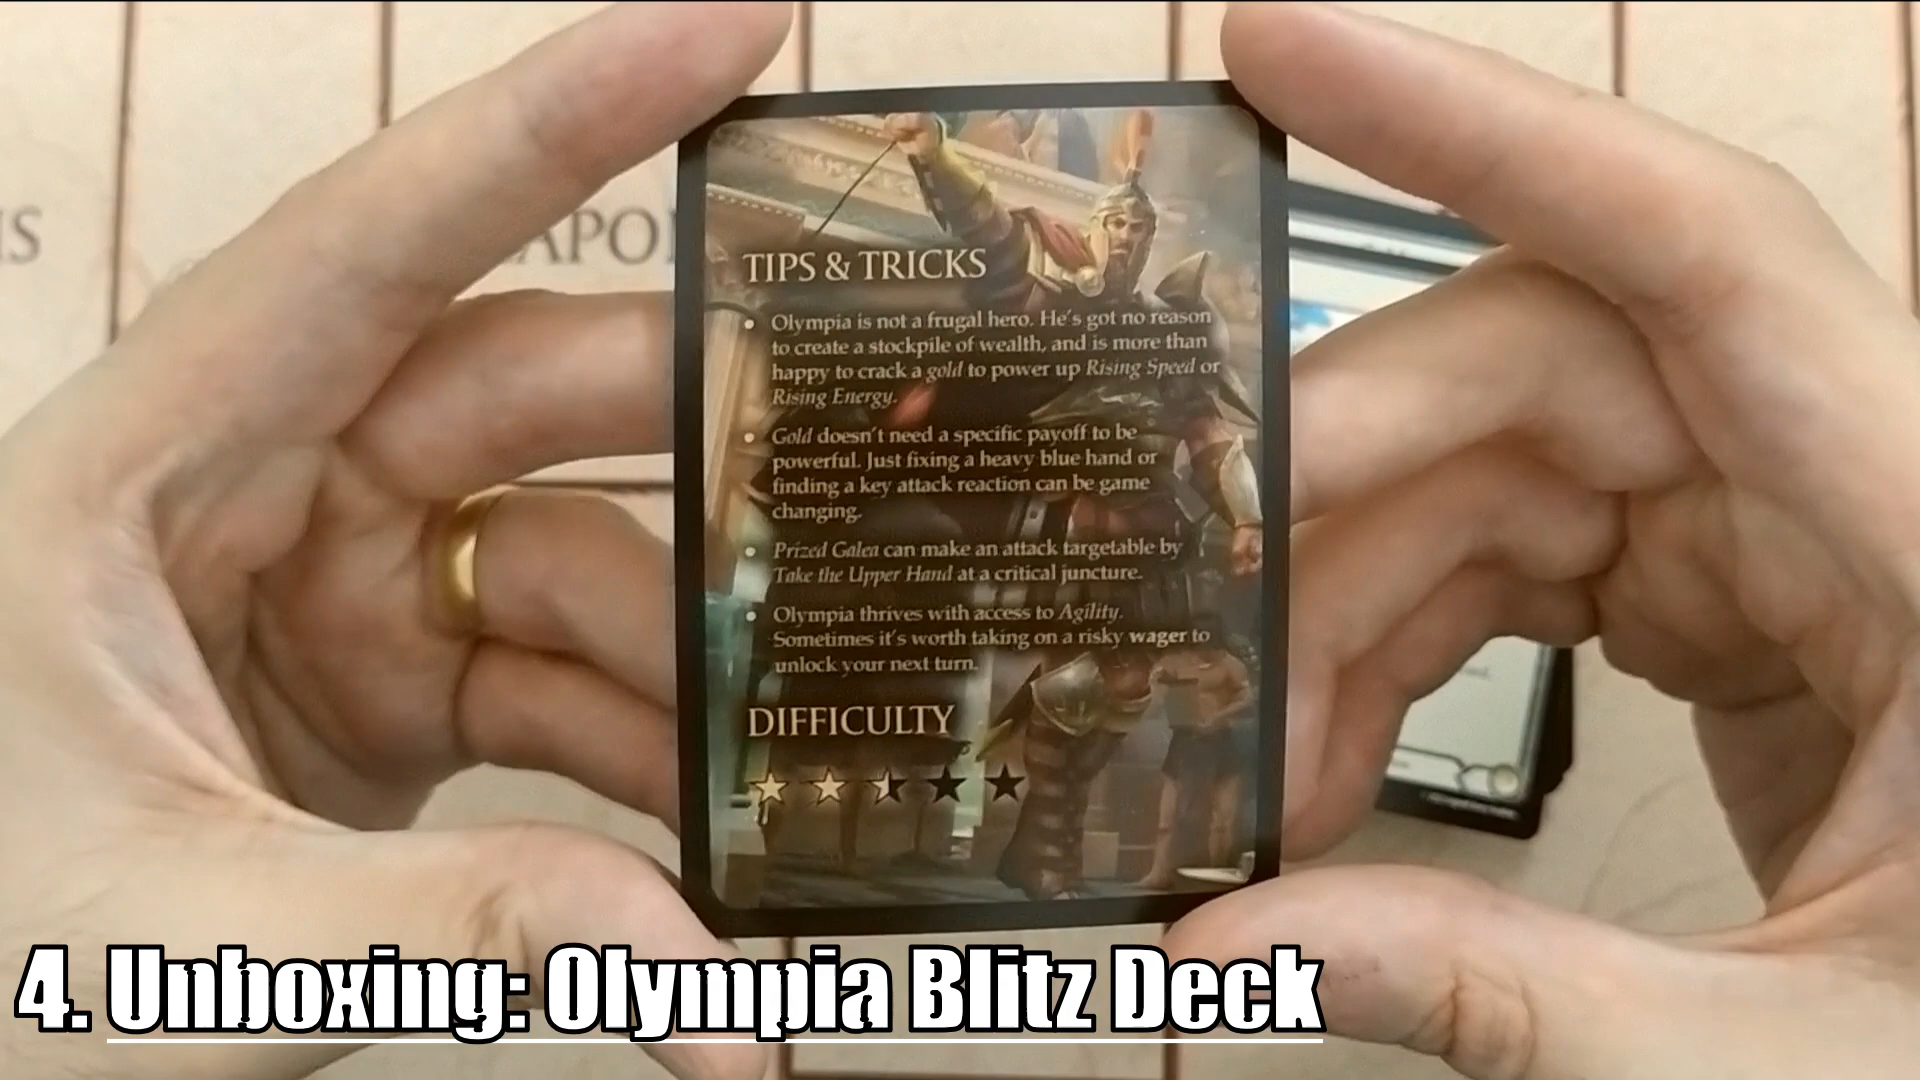 IS
APO
TIPS & TRICKS
• Olympia is not a frugal hero. He's got no reason
to create a stockpile of wealth, and is more than
happy to crack a gold to power up Rising Speed or
Rising Energy.
• Gold doesn't need a specific payoff to be
powerful. Just fixing a heavy blue hand or
finding a key attack reaction can be game
changing.
• Prized Galea can make an attack targetable by
Take the Upper Hand at a critical juncture.
• Olympia thrives with access to Agility.
Sometimes it's worth taking on a risky wager to
unlock your next turn.
DIFFICULTY
4. Unboxing: Olympia Blitz Deck